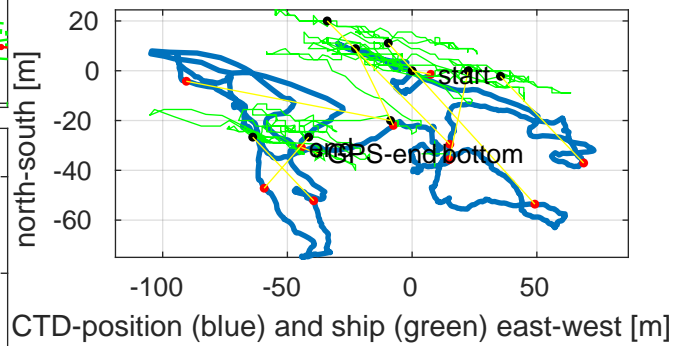 20
0
-20
-40
-60
north-south [m]
start
end
GPS-end bottom
-100
-50
0
50
CTD-position (blue) and ship (green) east-west [m]